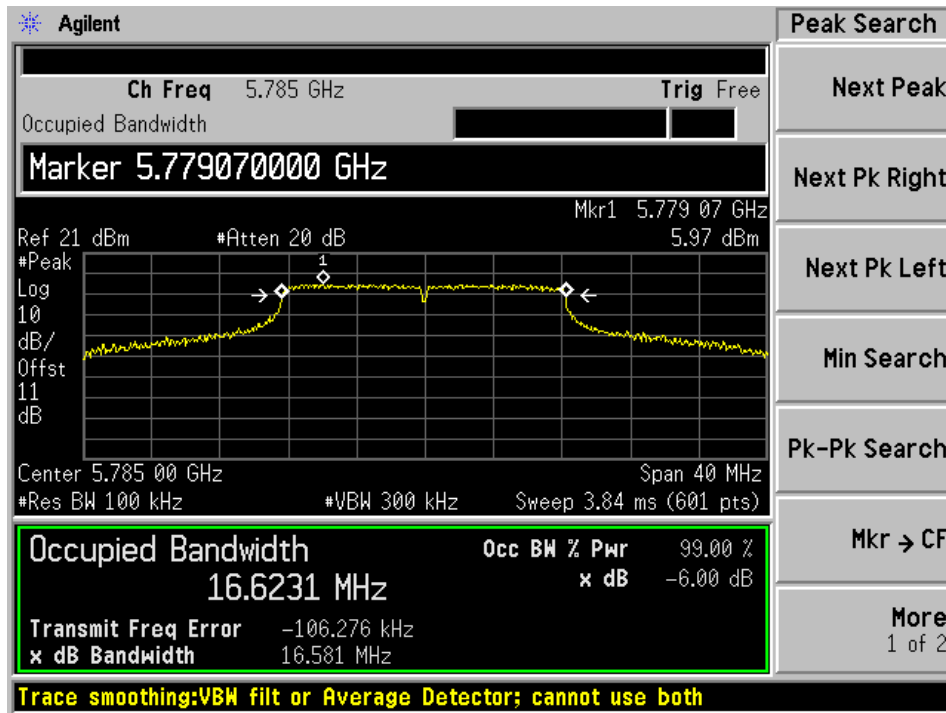 Agilent
Peak Search
Ch Freq 5.785 GHz Trig Free
Occupied Bandwidth
Marker 5.779070000 GHz
Mkr1 5.779 07 GHz
Ref 21 dBm #Atten 20 dB 5.97 dBm
#Peak
Log
10
dB/
Offst
11
dB
1
Center 5.785 00 GHz Span 40 MHz
#Res BW 100 kHz #VBW 300 kHz Sweep 3.84 ms (601 pts)
Occupied Bandwidth
16.6231 MHz
Occ BW % Pwr 99.00 %
x dB -6.00 dB
Transmit Freq Error -106.276 kHz
x dB Bandwidth 16.581 MHz
Trace smoothing:VBW filt or Average Detector; cannot use both
Next Peak
Next Pk Right
Next Pk Left
Min Search
Pk-Pk Search
Mkr → CF
More
1 of 2